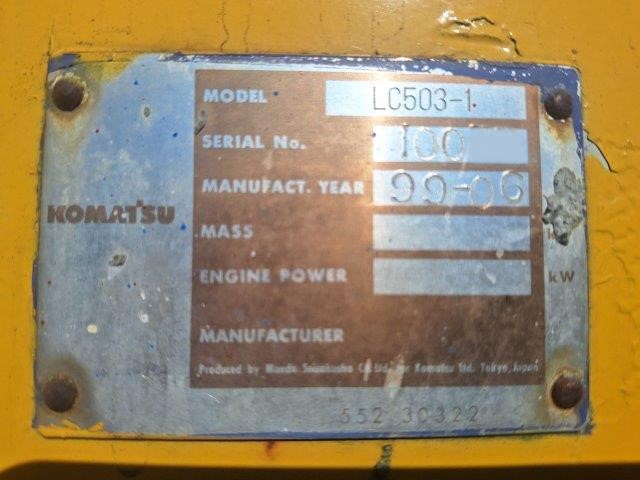 MODEL LC503-1
SERIAL No. 100
MANUFACT. YEAR 99-06
KOMATSU
MASS
ENGINE POWER kW
MANUFACTURER
Produced by Maeda Seisakusho Co. Ltd. for Komatsu Ltd. Tokyo, Japan
552 30322